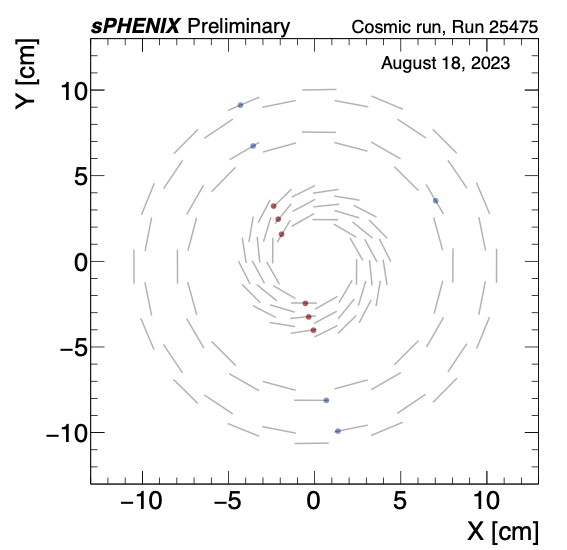 sPHENIX Preliminary
Cosmic run, Run 25475
August 18, 2023
Y [cm]
10
5
0
−5
−10
−10 −5 0 5 10
X [cm]